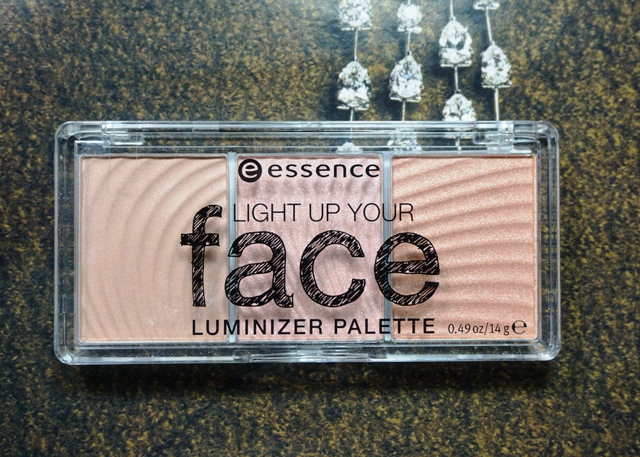 e essence
LIGHT UP YOUR
face
LUMINIZER PALETTE
0.49 oz/14 g ℮